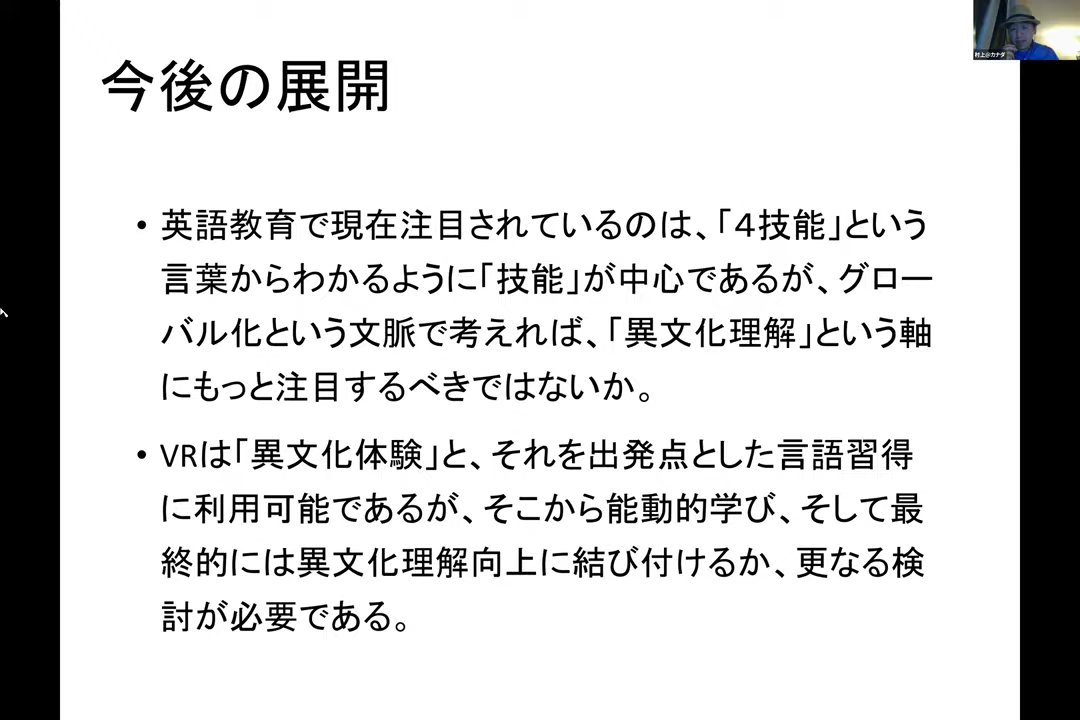 今後の展開
村上@カナダ
• 英語教育で現在注目されているのは、「４技能」という
言葉からわかるように「技能」が中心であるが、グロー
バル化という文脈で考えれば、「異文化理解」という軸
にもっと注目するべきではないか。
• VRは「異文化体験」と、それを出発点とした言語習得
に利用可能であるが、そこから能動的学び、そして最
終的には異文化理解向上に結び付けるか、更なる検
討が必要である。